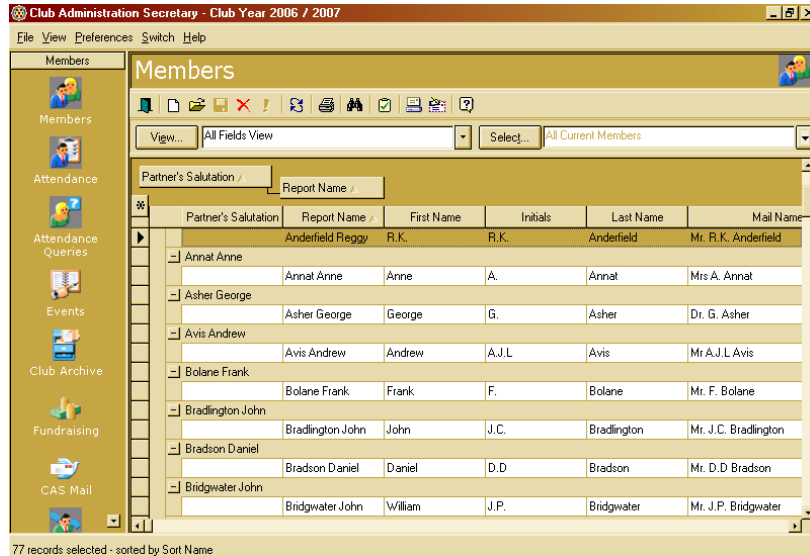 Club Administration Secretary - Club Year 2006 / 2007
File View Preferences Switch Help
Members
Members
Members
Attendance
Attendance
Queries
Events
Club Archive
Fundraising
CAS Mail
View... All Fields View Select... All Current Members
Partner's Salutation
Report Name
Partner's Salutation Report Name First Name Initials Last Name Mail Name
Anderfield Reggy R.K. R.K. Anderfield Mr. R.K. Anderfield
Annat Anne
Annat Anne Anne A. Annat Mrs A. Annat
Asher George
Asher George George G. Asher Dr. G. Asher
Avis Andrew
Avis Andrew Andrew A.J.L Avis Mr A.J.L Avis
Bolane Frank
Bolane Frank Frank F. Bolane Mr. F. Bolane
Bradlington John
Bradlington John John J.C. Bradlington Mr. J.C. Bradlington
Bradson Daniel
Bradson Daniel Daniel D.D Bradson Mr. D.D Bradson
Bridgwater John
Bridgwater John William J.P. Bridgwater Mr. J.P. Bridgwater
77 records selected - sorted by Sort Name